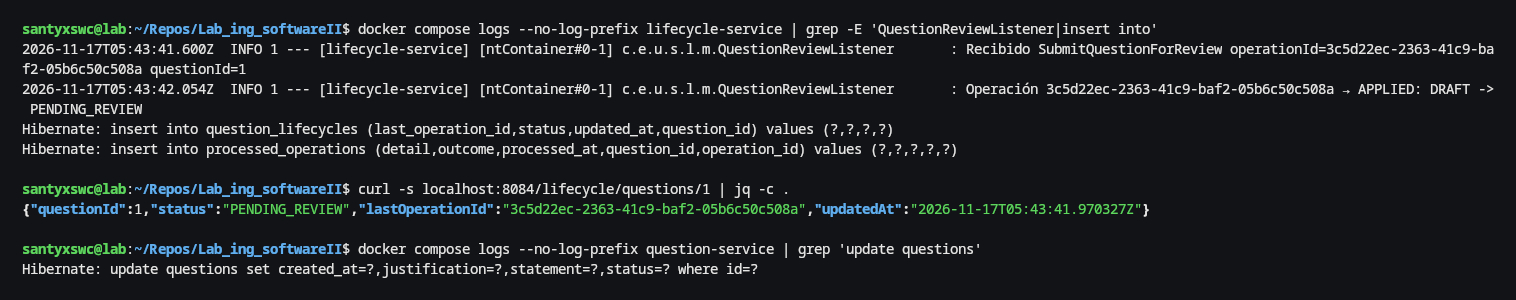 santyxswc@lab:~/Repos/Lab_ing_softwareII$ docker compose logs --no-log-prefix lifecycle-service | grep -E 'QuestionReviewListener|insert into'
2026-11-17T05:43:41.600Z  INFO 1 --- [lifecycle-service] [ntContainer#0-1] c.e.u.s.l.m.QuestionReviewListener       : Recibido SubmitQuestionForReview operationId=3c5d22ec-2363-41c9-ba
f2-05b6c50c508a questionId=1
2026-11-17T05:43:42.054Z  INFO 1 --- [lifecycle-service] [ntContainer#0-1] c.e.u.s.l.m.QuestionReviewListener       : Operación 3c5d22ec-2363-41c9-baf2-05b6c50c508a → APPLIED: DRAFT ->
 PENDING_REVIEW
Hibernate: insert into question_lifecycles (last_operation_id,status,updated_at,question_id) values (?,?,?,?)
Hibernate: insert into processed_operations (detail,outcome,processed_at,question_id,operation_id) values (?,?,?,?,?)
santyxswc@lab:~/Repos/Lab_ing_softwareII$ curl -s localhost:8084/lifecycle/questions/1 | jq -c .
{"questionId":1,"status":"PENDING_REVIEW","lastOperationId":"3c5d22ec-2363-41c9-baf2-05b6c50c508a","updatedAt":"2026-11-17T05:43:41.970327Z"}
santyxswc@lab:~/Repos/Lab_ing_softwareII$ docker compose logs --no-log-prefix question-service | grep 'update questions'
Hibernate: update questions set created_at=?,justification=?,statement=?,status=? where id=?